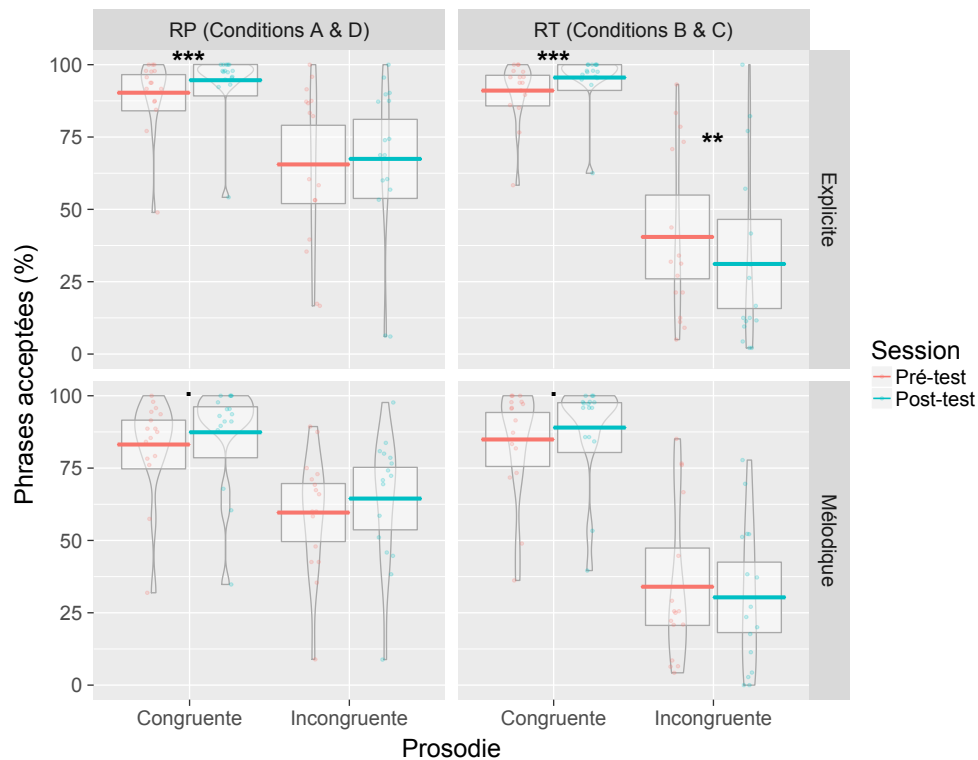 RP (Conditions A & D)
RT (Conditions B & C)
Phrases acceptées (%)
100
75
50
25
0
***
***
**
Explicite
100
75
50
25
0
.
.
Mélodique
Congruente
Incongruente
Congruente
Incongruente
Prosodie
Session
Pré-test
Post-test